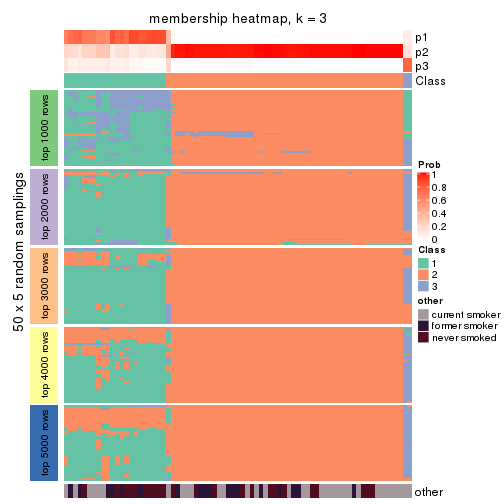 membership heatmap, k = 3
p1
p2
p3
Class
50 x 5 random samplings
top 1000 rows
top 2000 rows
top 3000 rows
top 4000 rows
top 5000 rows
Prob
1
0.8
0.6
0.4
0.2
0
Class
1
2
3
other
current smoker
former smoker
never smoked
other